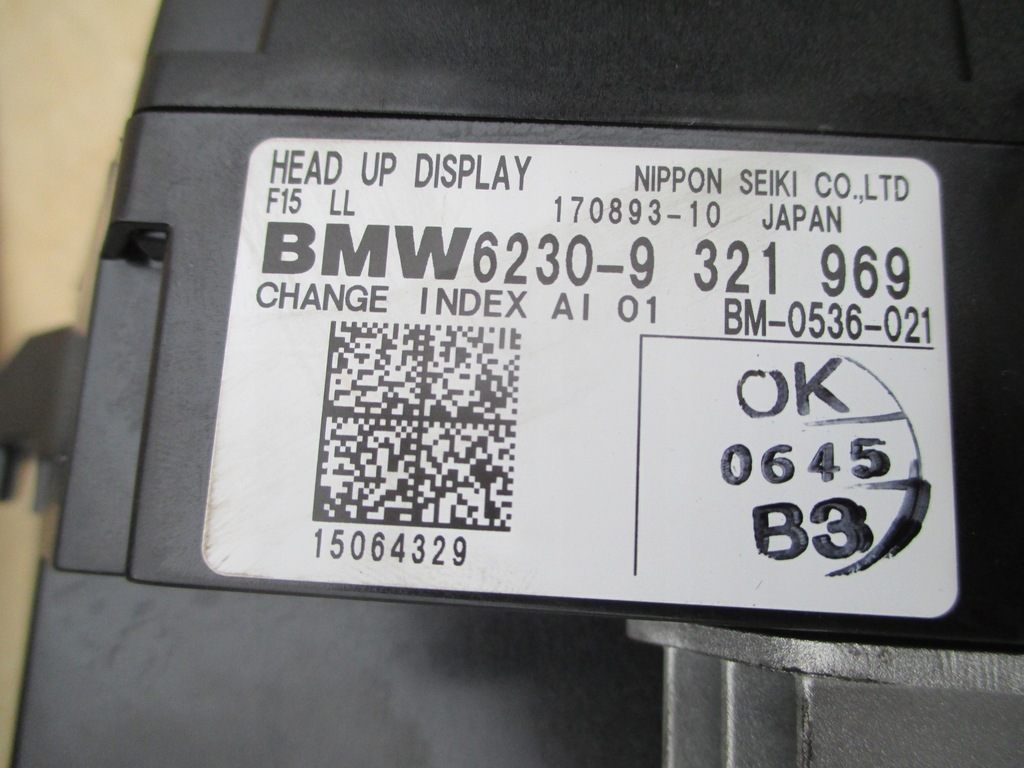 HEAD UP DISPLAY NIPPON SEIKI CO.,LTD
F15 LL 170893-10 JAPAN
BMW6230-9 321 969
CHANGE INDEX AI 01 BM-0536-021
OK
0645
B3
15064329